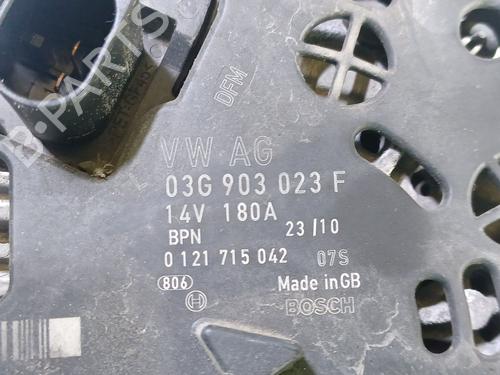 B-PARTS
DFM
VW AG
03G 903 023 F
14V 180A
BPN 23/10
0 121 715 042 07S
806 Made in GB
BOSCH